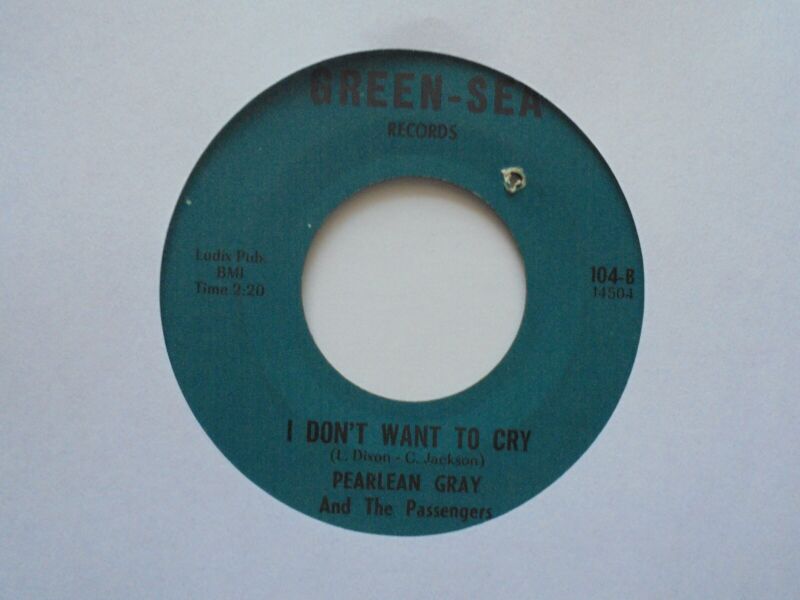 GREEN-SEA
RECORDS
Ludix Pub.
BMI
Time 2:20
104-B
14504
I DON'T WANT TO CRY
(L. Dixon - C. Jackson)
PEARLEAN GRAY
And The Passengers